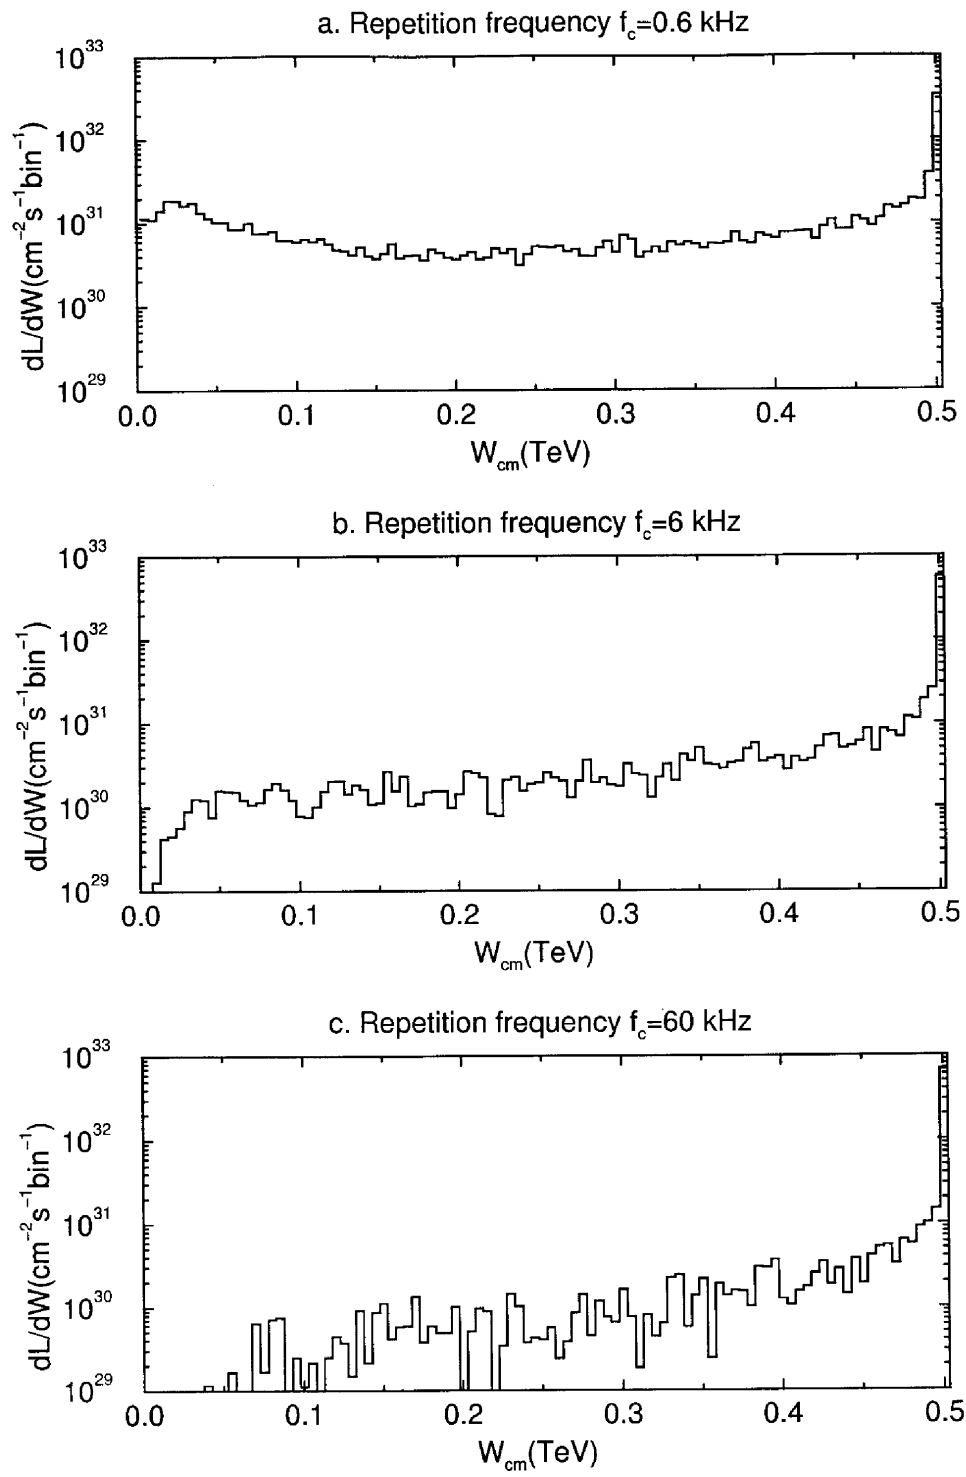 a. Repetition frequency f_c=0.6 kHz
10^33
10^32
10^31
10^30
10^29
dL/dW(cm^−2s^−1bin^−1)
0.0 0.1 0.2 0.3 0.4 0.5
W_cm(TeV)
b. Repetition frequency f_c=6 kHz
10^33
10^32
10^31
10^30
10^29
dL/dW(cm^−2s^−1bin^−1)
0.0 0.1 0.2 0.3 0.4 0.5
W_cm(TeV)
c. Repetition frequency f_c=60 kHz
10^33
10^32
10^31
10^30
10^29
dL/dW(cm^−2s^−1bin^−1)
0.0 0.1 0.2 0.3 0.4 0.5
W_cm(TeV)